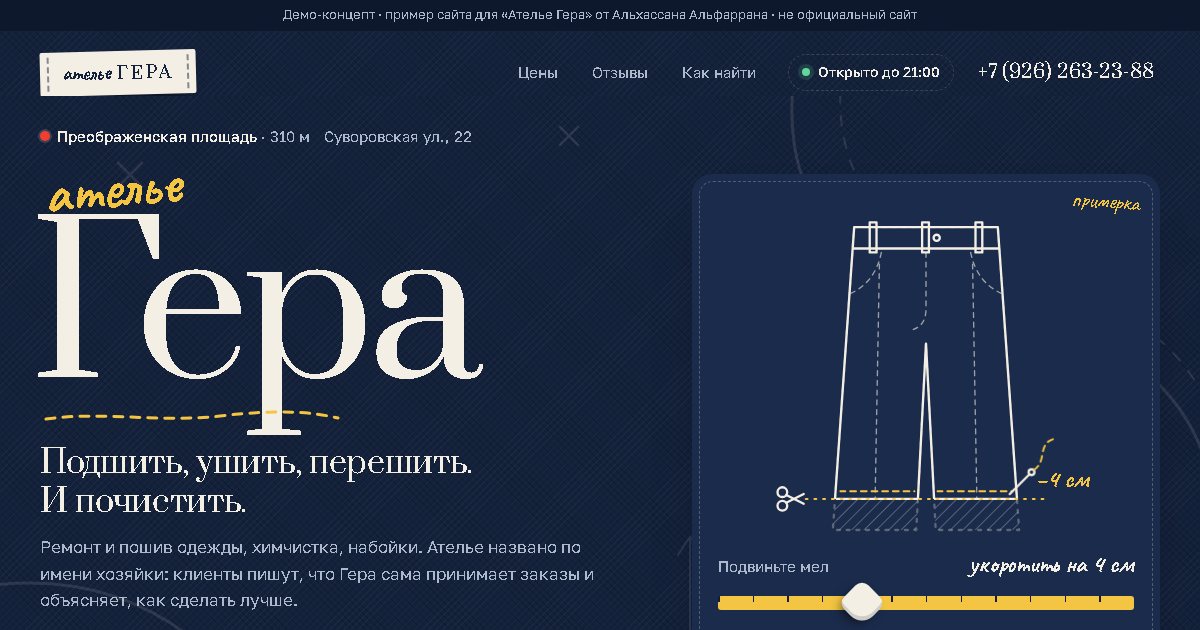 Демо-концепт · пример сайта для «Ателье Гера» от Альхассана Альфаррана · не официальный сайт
ателье ГЕРА
Цены Отзывы Как найти Открыто до 21:00 +7 (926) 263-23-88
Преображенская площадь · 310 м Суворовская ул., 22
ателье
Гера
Подшить, ушить, перешить.
И почистить.
Ремонт и пошив одежды, химчистка, набойки. Ателье названо по
имени хозяйки: клиенты пишут, что Гера сама принимает заказы и
объясняет, как сделать лучше.
примерка
−4 см
Подвиньте мел укоротить на 4 см